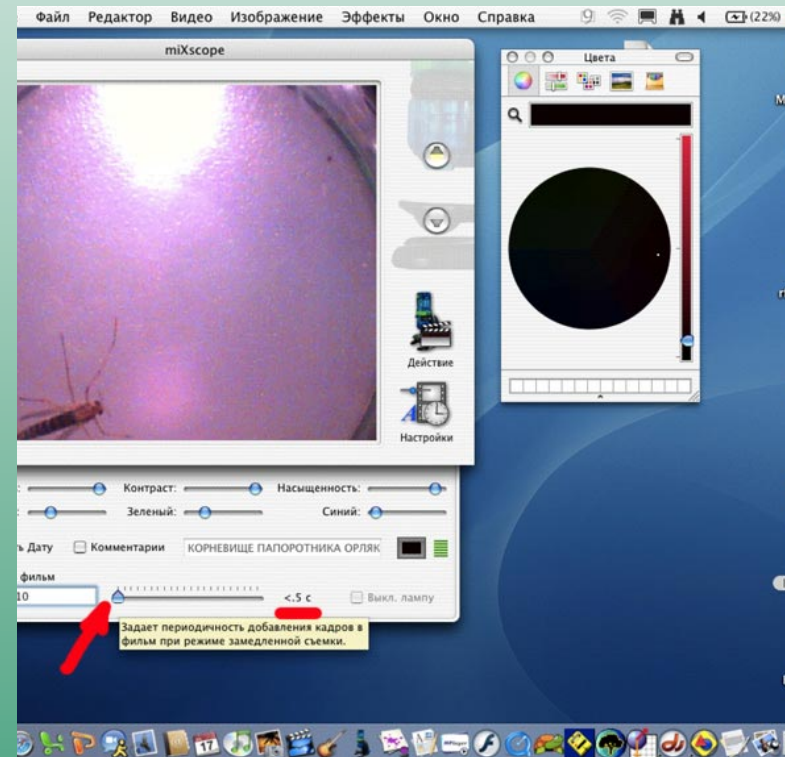 Файл Редактор Видео Изображение Эффекты Окно Справка (22%)
miXscope
Цвета
Действие
Настройки
Контраст: Насыщенность:
Зеленый: Синий:
Дату Комментарии КОРНЕВИЩЕ ПАПОРОТНИКА ОРЛЯК
фильм
10 <.5 с Выкл. лампу
Задает периодичность добавления кадров в
фильм при режиме замедленной съемки.
17